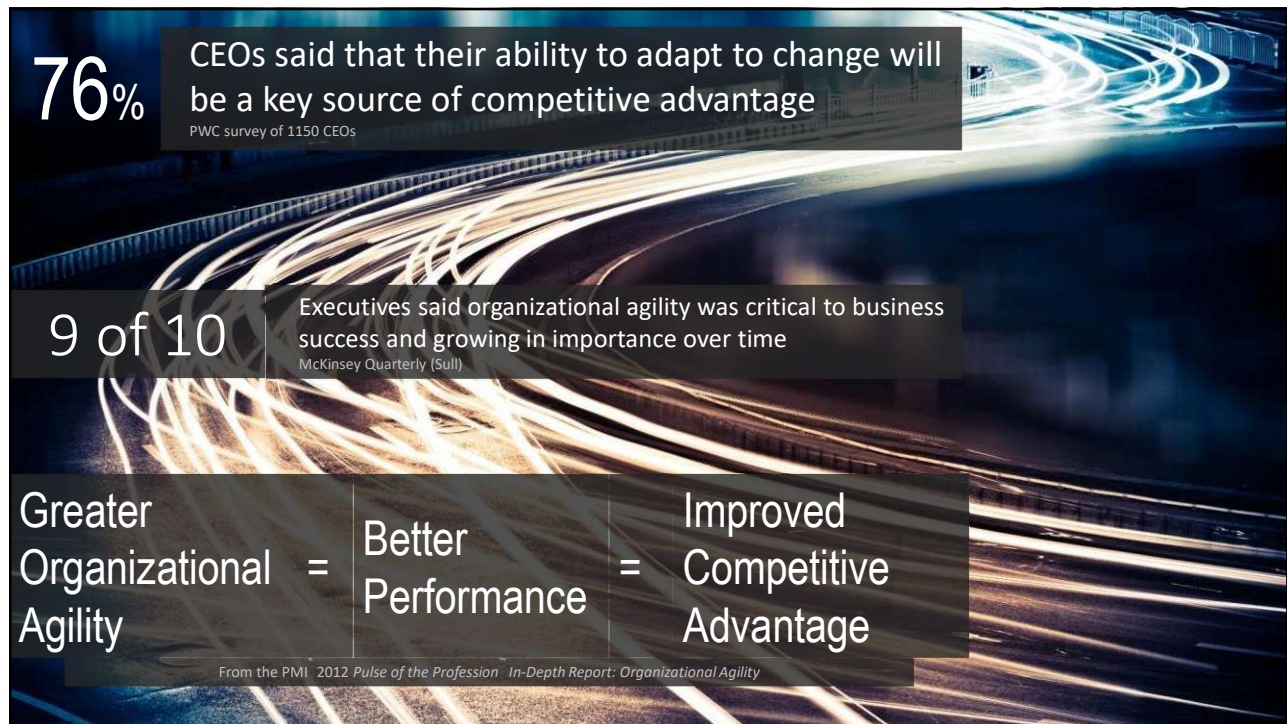 76%
CEOs said that their ability to adapt to change will
be a key source of competitive advantage
PWC survey of 1150 CEOs
9 of 10
Executives said organizational agility was critical to business
success and growing in importance over time
McKinsey Quarterly (Sull)
Greater
Organizational
Agility
=
Better
Performance
=
Improved
Competitive
Advantage
From the PMI 2012 Pulse of the Profession™ In-Depth Report: Organizational Agility